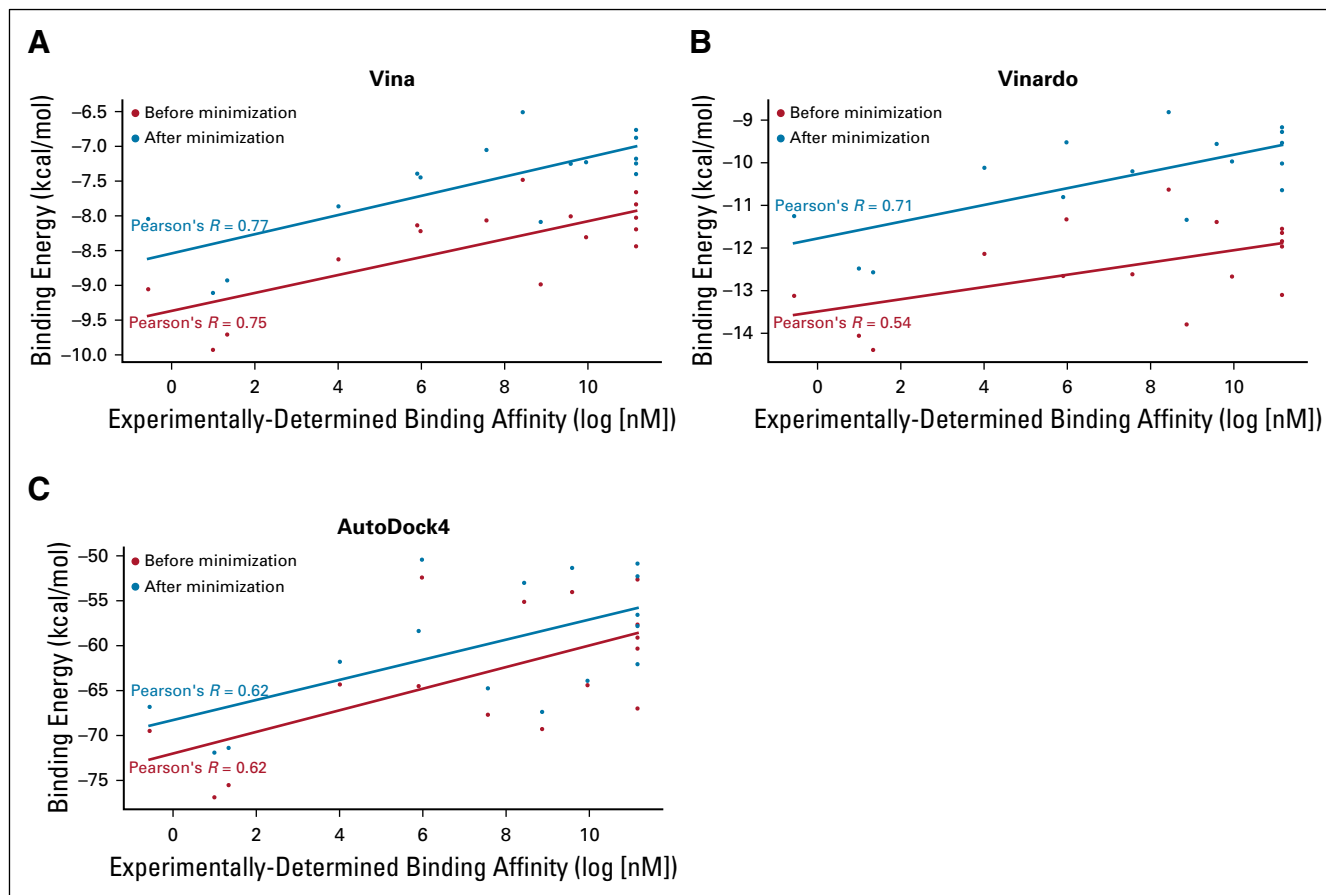 A
Vina
Binding Energy (kcal/mol)
Before minimization
After minimization
–6.5
–7.0
–7.5
–8.0
–8.5
–9.0
–9.5
–10.0
Pearson's R = 0.77
Pearson's R = 0.75
0 2 4 6 8 10
Experimentally-Determined Binding Affinity (log [nM])
B
Vinardo
Binding Energy (kcal/mol)
Before minimization
After minimization
–9
–10
–11
–12
–13
–14
Pearson's R = 0.71
Pearson's R = 0.54
0 2 4 6 8 10
Experimentally-Determined Binding Affinity (log [nM])
C
AutoDock4
Binding Energy (kcal/mol)
Before minimization
After minimization
–50
–55
–60
–65
–70
–75
Pearson's R = 0.62
Pearson's R = 0.62
0 2 4 6 8 10
Experimentally-Determined Binding Affinity (log [nM])